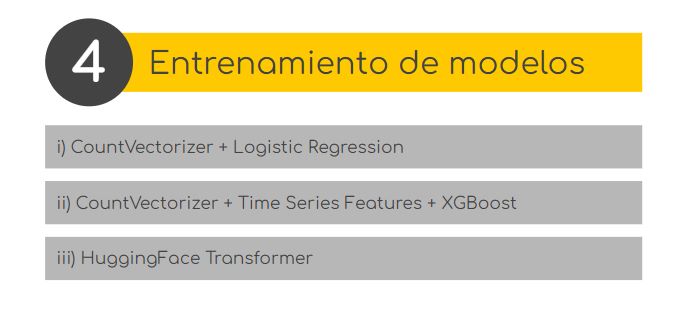 4
Entrenamiento de modelos
i) CountVectorizer + Logistic Regression
ii) CountVectorizer + Time Series Features + XGBoost
iii) HuggingFace Transformer